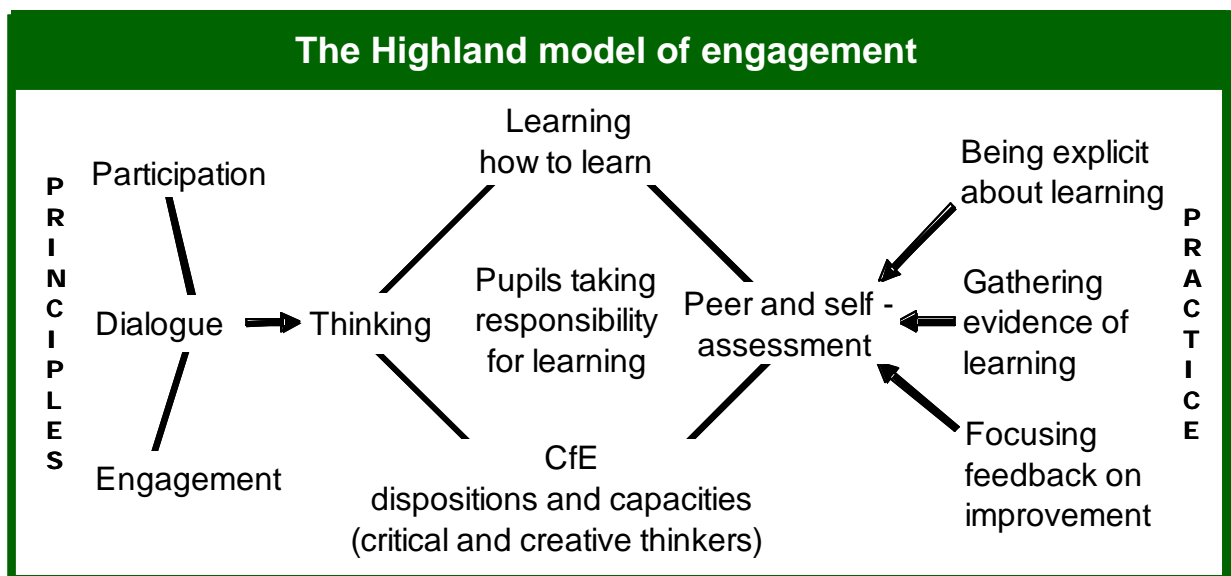 The Highland model of engagement
PRINCIPLES
Participation
Dialogue
Engagement
Thinking
Learning
how to learn
Pupils taking
responsibility
for learning
CfE
dispositions and capacities
(critical and creative thinkers)
Peer and self -
assessment
Being explicit
about learning
Gathering
evidence of
learning
Focusing
feedback on
improvement
PRACTICE